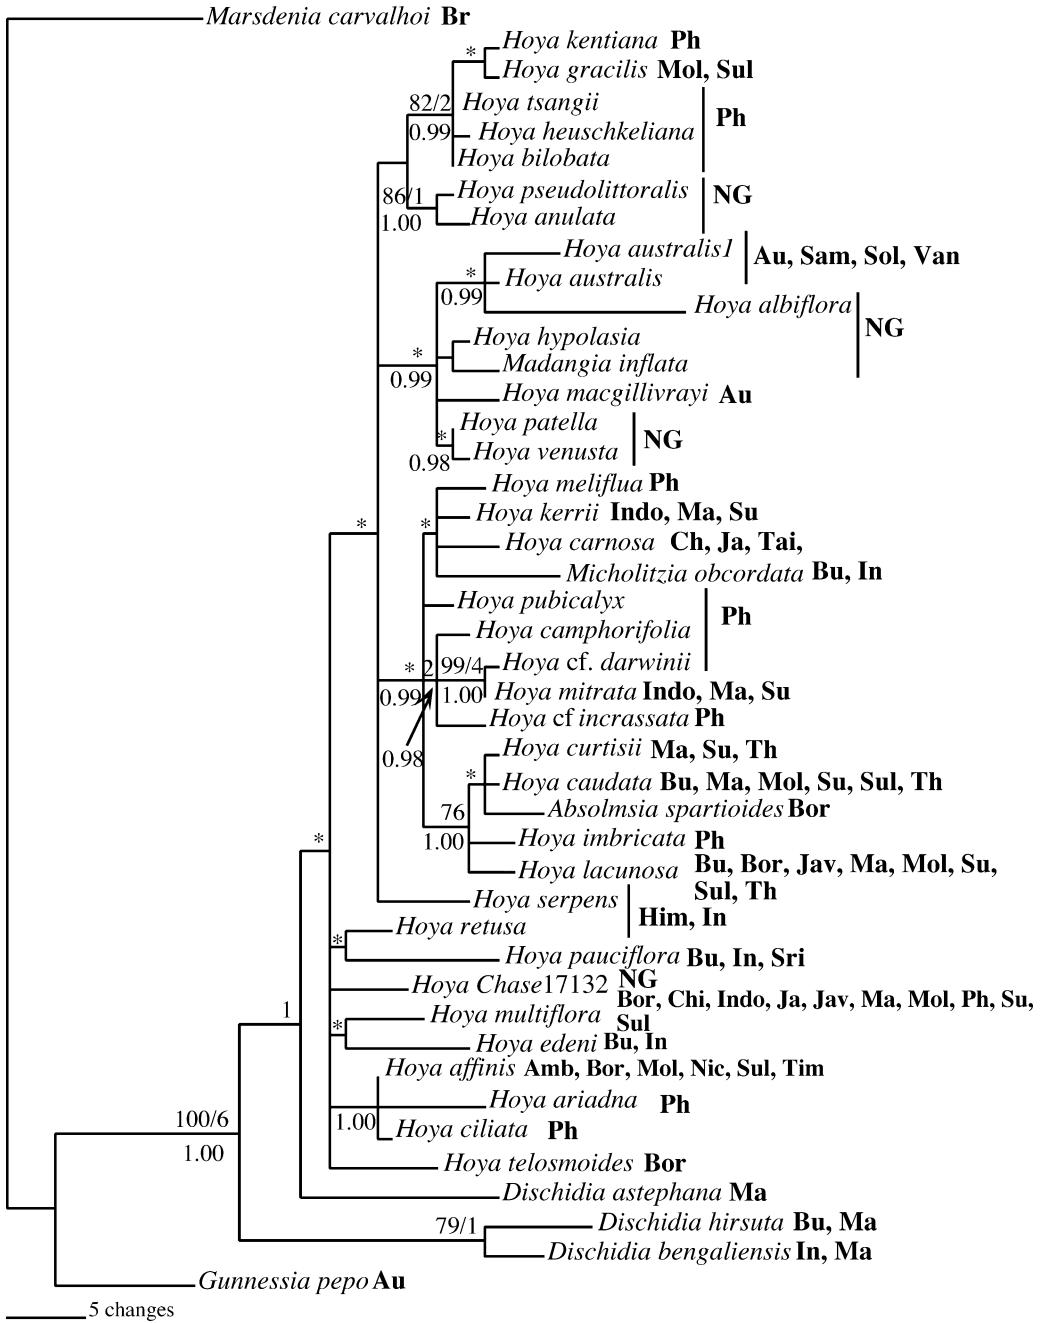 Marsdenia carvalhoi Br
Hoya kentiana Ph
*
Hoya gracilis Mol, Sul
82/2 Hoya tsangii
Ph
0.99 Hoya heuschkeliana
Hoya bilobata
86/1 Hoya pseudolittoralis NG
1.00 Hoya anulata
Hoya australis1 Au, Sam, Sol, Van
*
Hoya australis
0.99
Hoya albiflora
NG
Hoya hypolasia
*
Madangia inflata
0.99
Hoya macgillivrayi Au
Hoya patella
* NG
Hoya venusta
0.98
Hoya meliflua Ph
Hoya kerrii Indo, Ma, Su
* *
Hoya carnosa Ch, Ja, Tai,
Micholitzia obcordata Bu, In
Hoya pubicalyx
Ph
Hoya camphorifolia
* 2 99/4 Hoya cf. darwinii
0.99 1.00 Hoya mitrata Indo, Ma, Su
Hoya cf incrassata Ph
Hoya curtisii Ma, Su, Th
0.98
*
Hoya caudata Bu, Ma, Mol, Su, Sul, Th
Absolmsia spartioides Bor
76
1.00 Hoya imbricata Ph
*
Hoya lacunosa Bu, Bor, Jav, Ma, Mol, Su,
Sul, Th
Hoya serpens
Him, In
Hoya retusa
*
Hoya pauciflora Bu, In, Sri
Hoya Chase17132 NG
1
Hoya multiflora Bor, Chi, Indo, Ja, Jav, Ma, Mol, Ph, Su,
Sul
*
Hoya edeni Bu, In
Hoya affinis Amb, Bor, Mol, Nic, Sul, Tim
Hoya ariadna Ph
100/6 1.00
Hoya ciliata Ph
1.00
Hoya telosmoides Bor
Dischidia astephana Ma
79/1 Dischidia hirsuta Bu, Ma
Dischidia bengaliensis In, Ma
Gunnessia pepo Au
5 changes